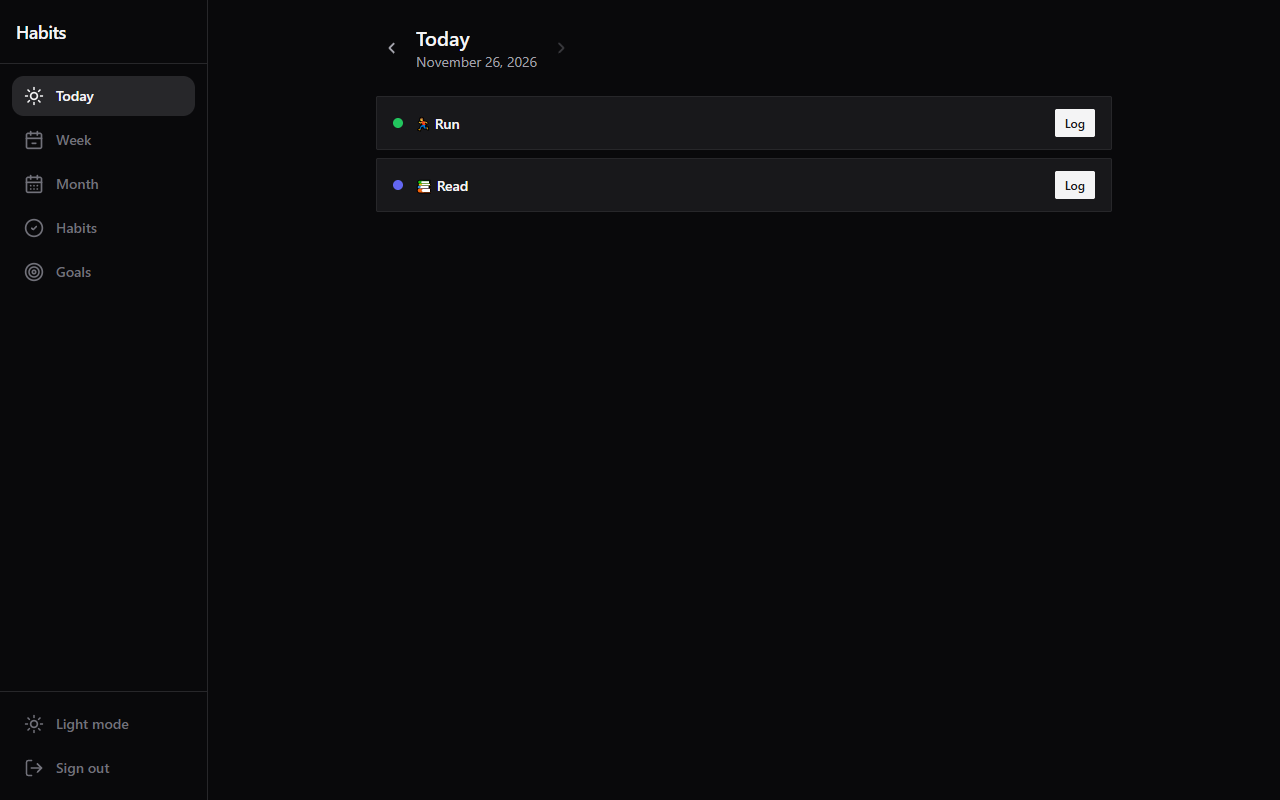 Habits
Today
Week
Month
Habits
Goals
Light mode
Sign out
Today
November 26, 2026
🏃 Run
Log
📚 Read
Log